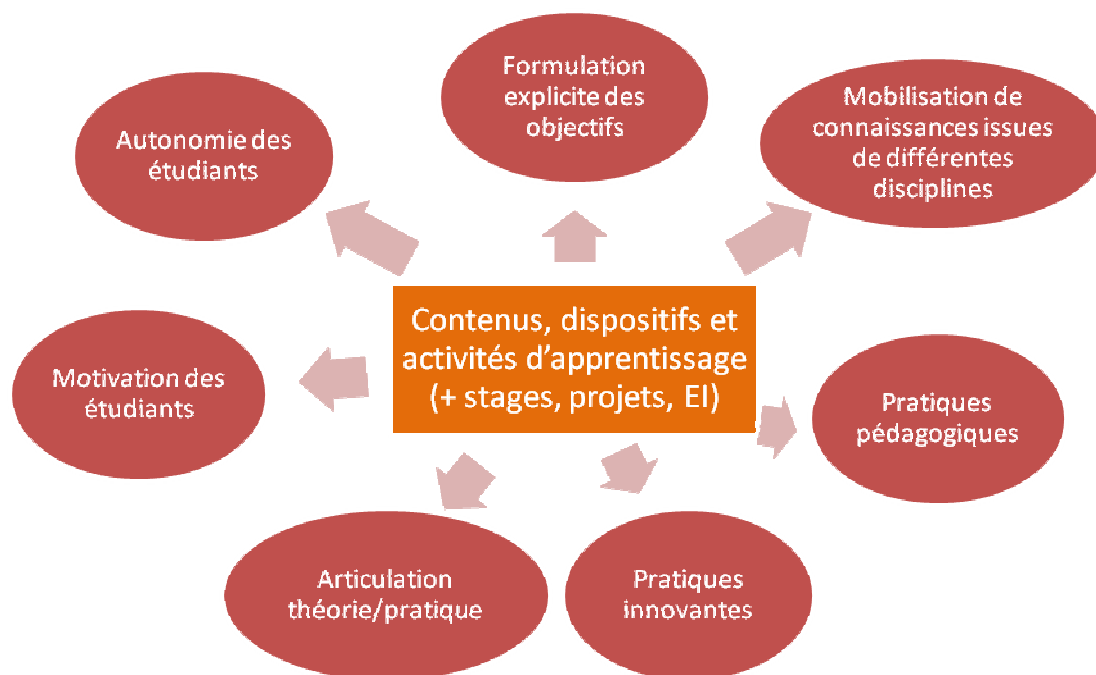 Formulation
explicite des
objectifs
Mobilisation de
connaissances issues
de différentes
disciplines
Autonomie des
étudiants
Contenus, dispositifs et
activités d'apprentissage
(+ stages, projets, EI)
Motivation des
étudiants
Pratiques
pédagogiques
Articulation
théorie/pratique
Pratiques
innovantes